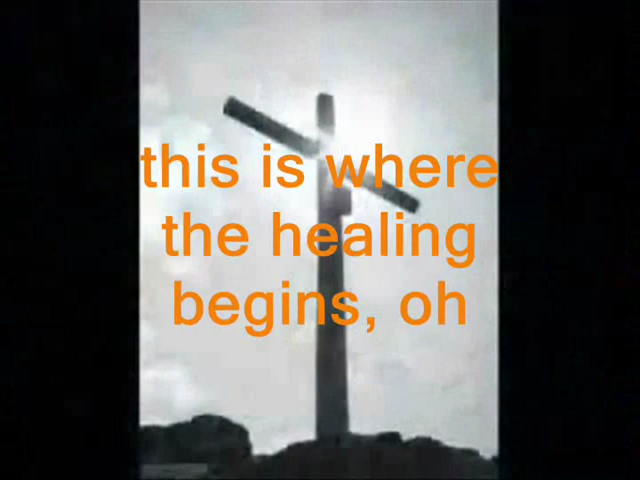 this is where
the healing
begins, oh